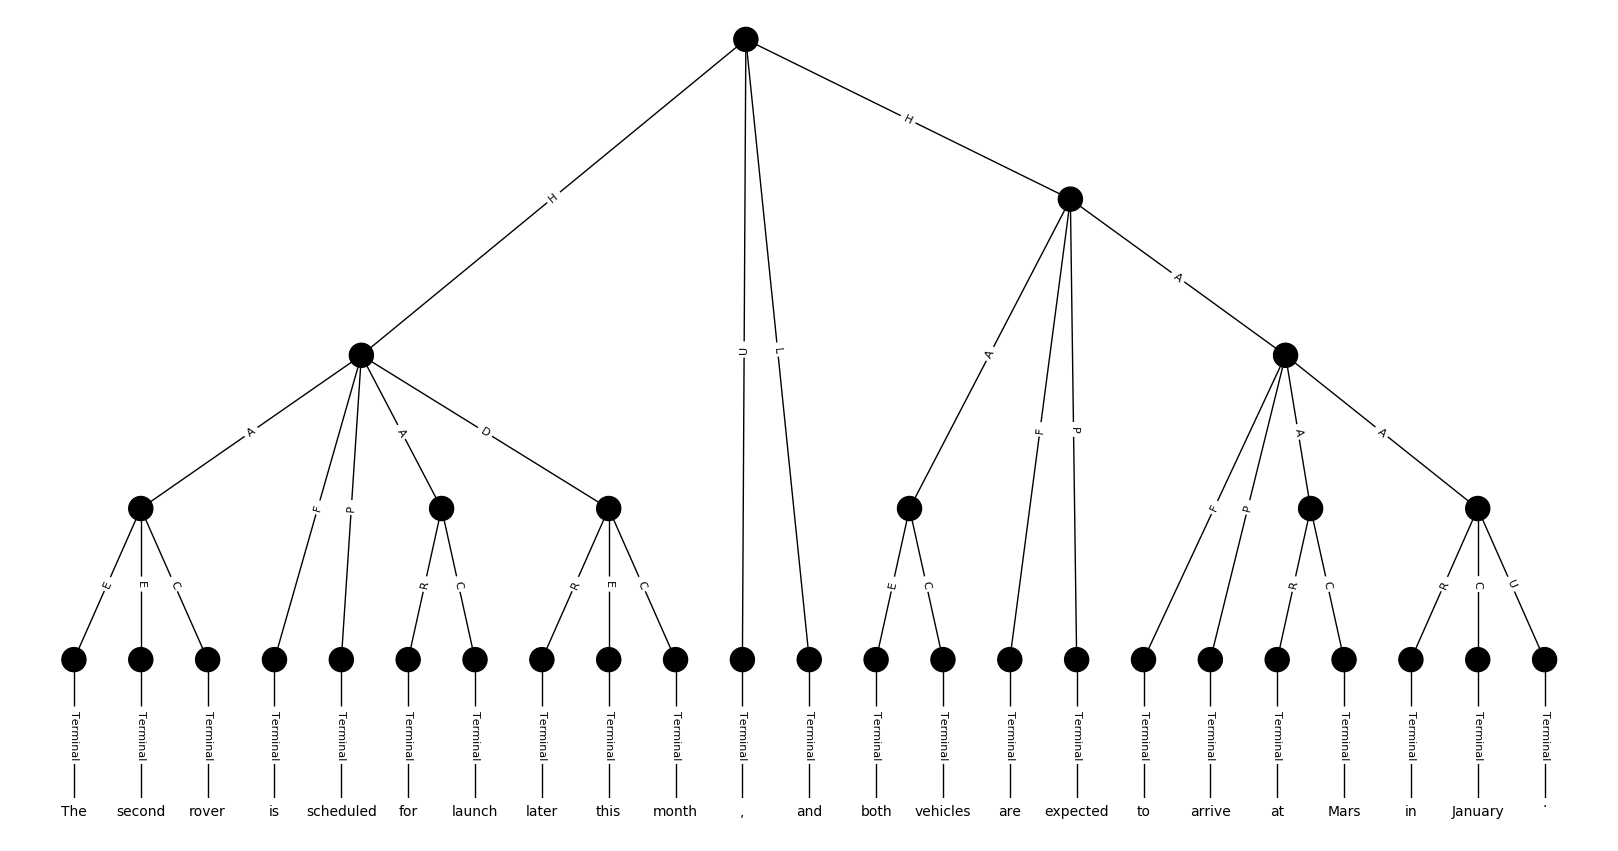 H
H
A
A
U
L
A
F
P
A
D
A
A
F
P
F
P
E
E
C
R
C
R
E
C
E
C
R
C
R
C
U
Terminal Terminal Terminal Terminal Terminal Terminal Terminal Terminal Terminal Terminal Terminal Terminal Terminal Terminal Terminal Terminal Terminal Terminal Terminal Terminal Terminal Terminal Terminal
The second rover is scheduled for launch later this month , and both vehicles are expected to arrive at Mars in January .